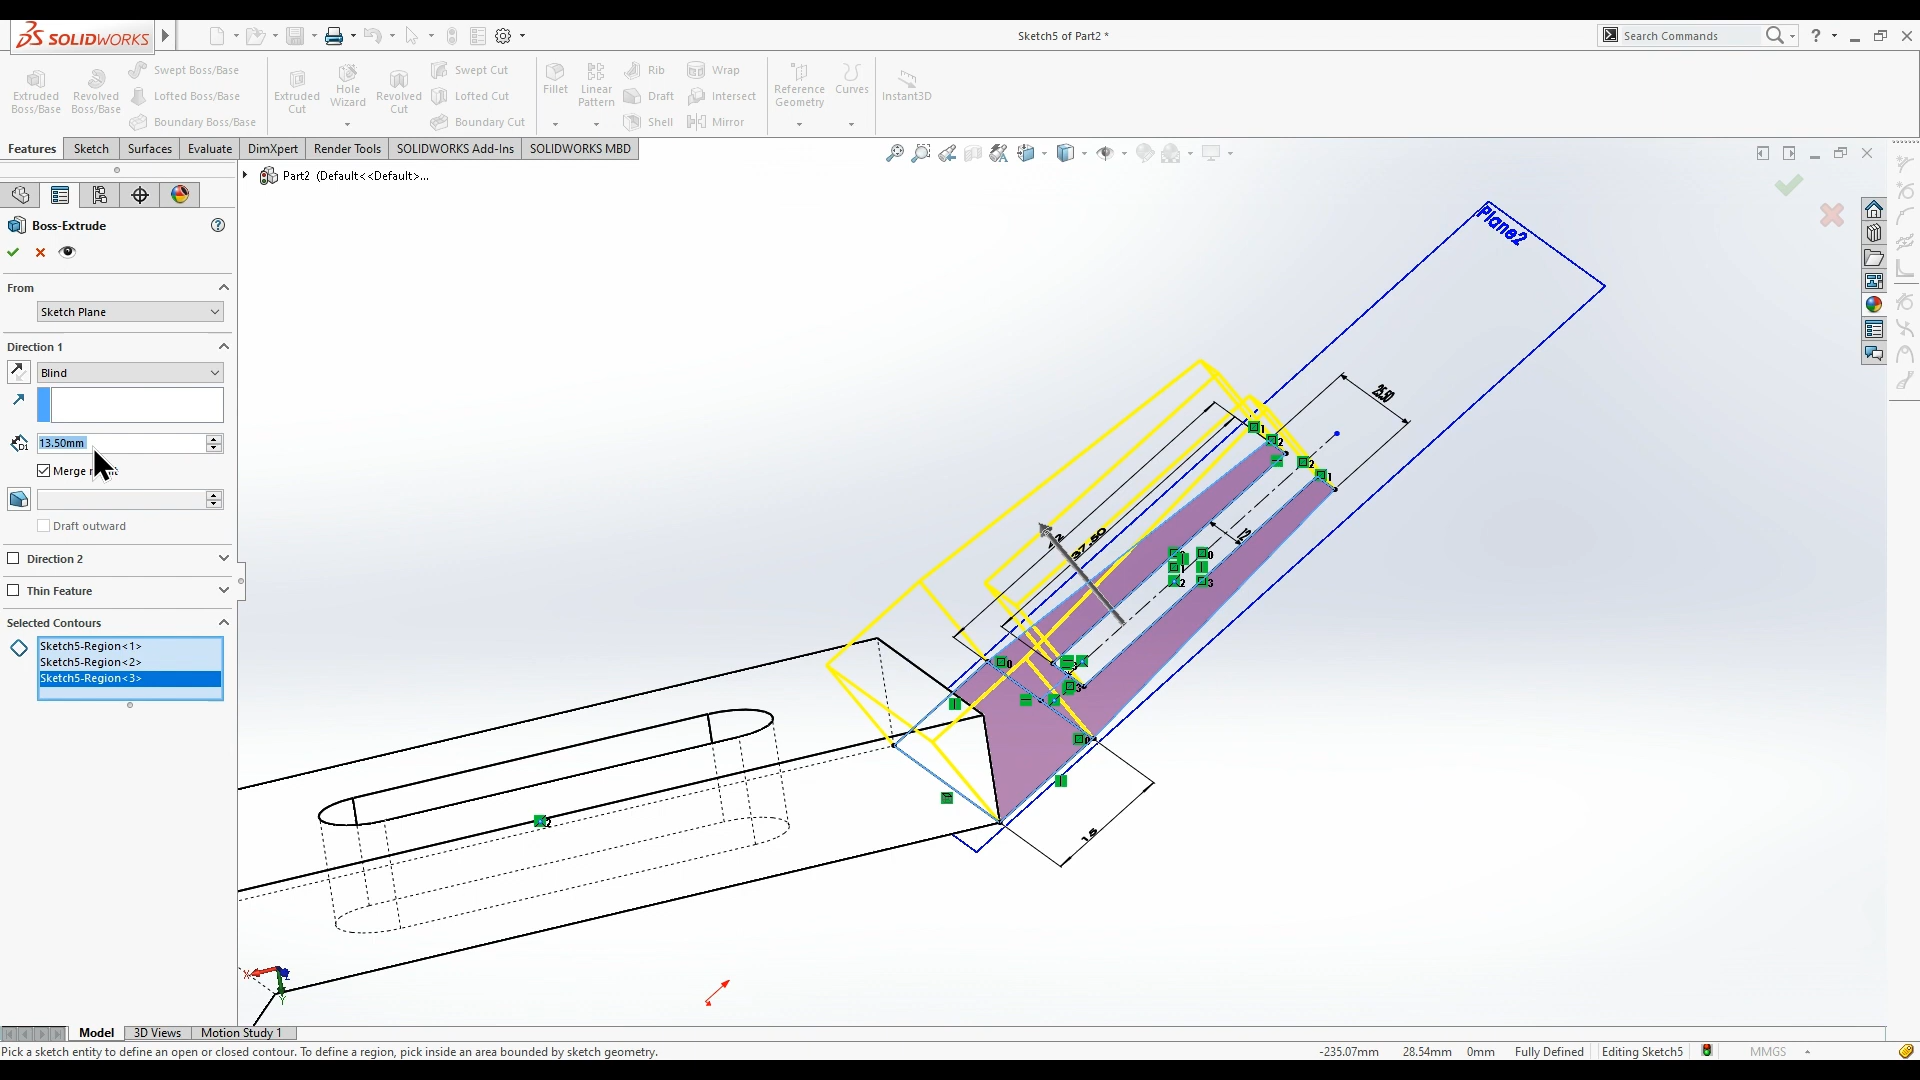 SOLIDWORKS
Sketch5 of Part2 *
Search Commands
?
Extruded Boss/Base
Revolved Boss/Base
Swept Boss/Base
Lofted Boss/Base
Boundary Boss/Base
Extruded Cut
Hole Wizard
Revolved Cut
Swept Cut
Lofted Cut
Boundary Cut
Fillet
Linear Pattern
Rib
Draft
Shell
Wrap
Intersect
Mirror
Reference Geometry
Curves
Instant3D
Features
Sketch
Surfaces
Evaluate
DimXpert
Render Tools
SOLIDWORKS Add-Ins
SOLIDWORKS MBD
Part2 (Default<<Default>...
Boss-Extrude
?
From
Sketch Plane
Direction 1
Blind
D1
13.50mm
Draft outward
Direction 2
Thin Feature
Selected Contours
Sketch5-Region<1>
Sketch5-Region<2>
Sketch5-Region<3>
Plane2
37.50
12
15
X
Y
Model
3D Views
Motion Study 1
Pick a sketch entity to define an open or closed contour. To define a region, pick inside an area bounded by sketch geometry.
-235.07mm
28.54mm
0mm
Fully Defined
Editing Sketch5
MMGS